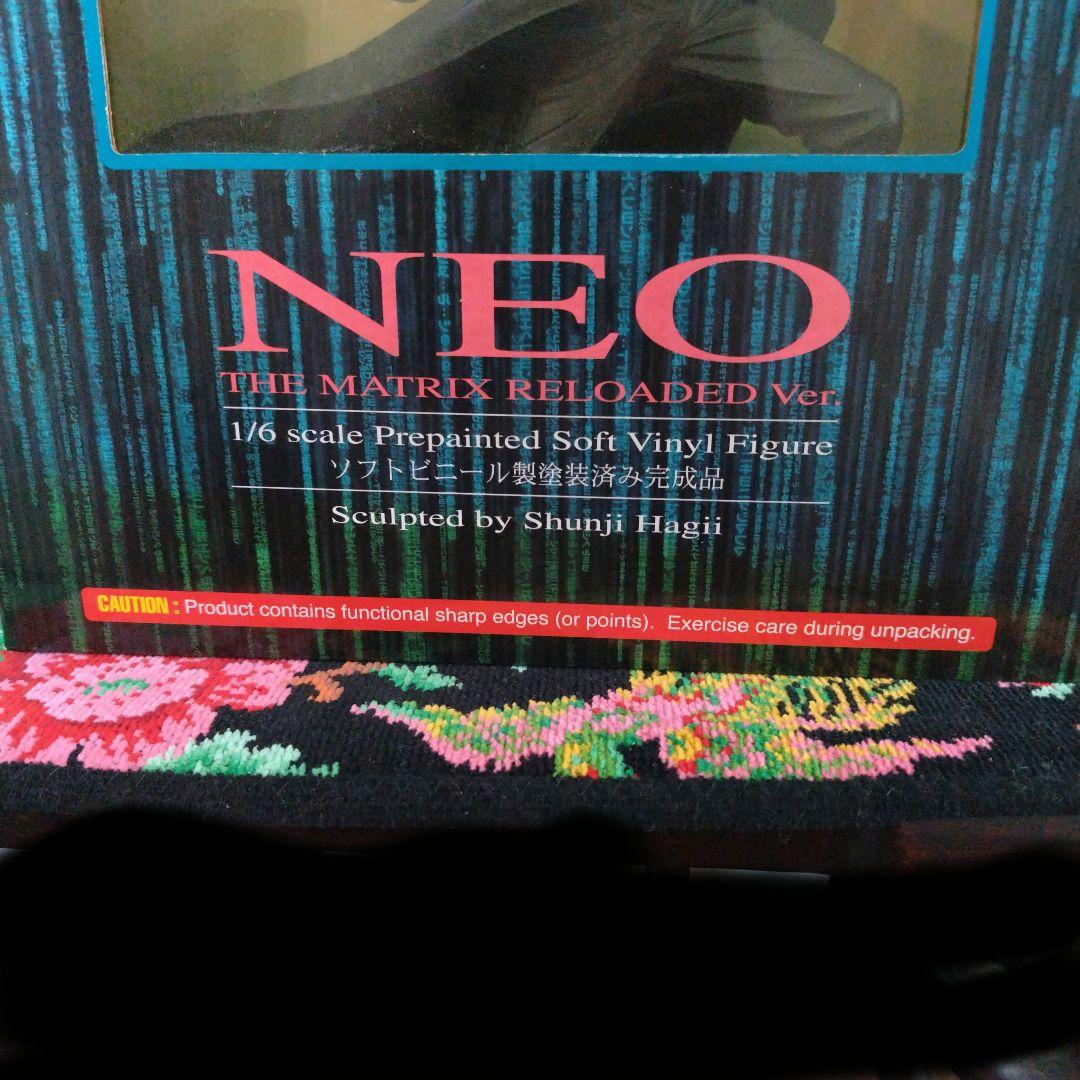 NEO
THE MATRIX RELOADED Ver.
1/6 scale Prepainted Soft Vinyl Figure
ソフトビニール製塗装済み完成品
Sculpted by Shunji Hagii
CAUTION : Product contains functional sharp edges (or points). Exercise care during unpacking.